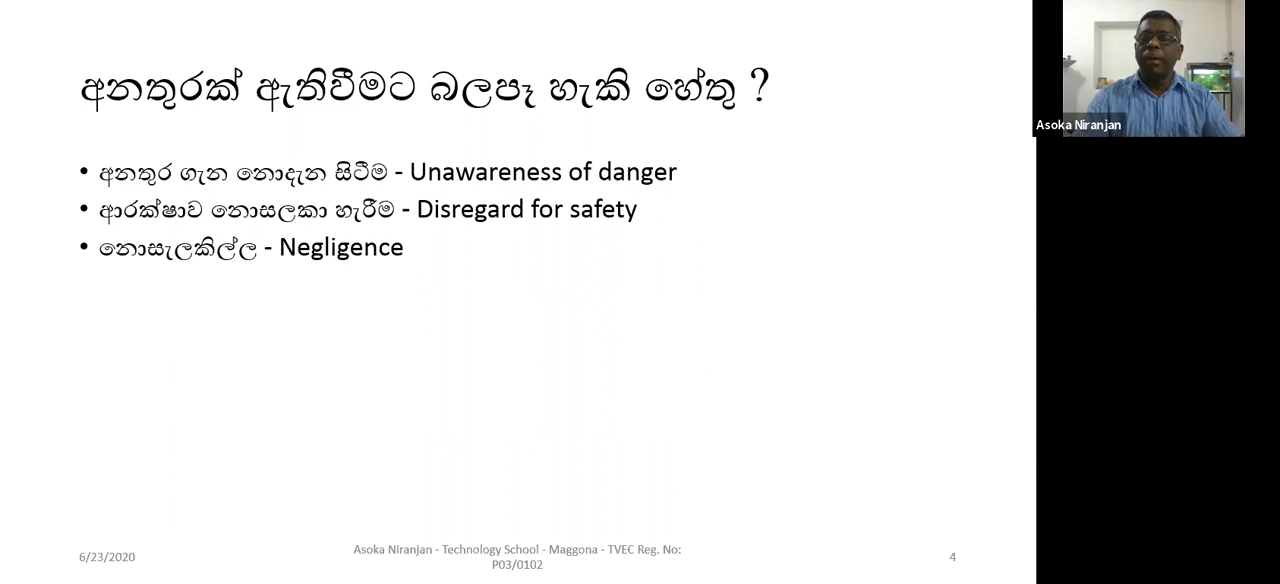 අනතුරක් ඇතිවීමට බලපෑ හැකි හේතු ?
• අනතුර ගැන නොදැන සිටීම - Unawareness of danger
• ආරක්ෂාව නොසලකා හැරීම - Disregard for safety
• නොසැලකිල්ල - Negligence
6/23/2020
Asoka Niranjan - Technology School - Maggona - TVEC Reg. No:
P03/0102
4
Asoka Niranjan